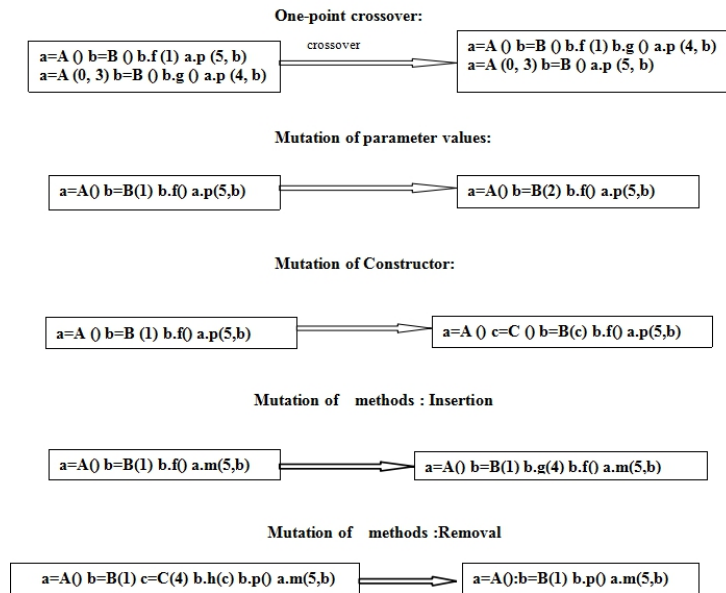 One-point crossover:
a=A () b=B () b.f (1) a.p (5, b)
a=A (0, 3) b=B () b.g () a.p (4, b)
crossover
a=A () b=B () b.f (1) b.g () a.p (4, b)
a=A (0, 3) b=B () a.p (5, b)
Mutation of parameter values:
a=A() b=B(1) b.f() a.p(5,b)
a=A() b=B(2) b.f() a.p(5,b)
Mutation of Constructor:
a=A () b=B (1) b.f() a.p(5,b)
a=A () c=C () b=B(c) b.f() a.p(5,b)
Mutation of methods : Insertion
a=A() b=B(1) b.f() a.m(5,b)
a=A() b=B(1) b.g(4) b.f() a.m(5,b)
Mutation of methods :Removal
a=A() b=B(1) c=C(4) b.h(c) b.p() a.m(5,b)
a=A():b=B(1) b.p() a.m(5,b)